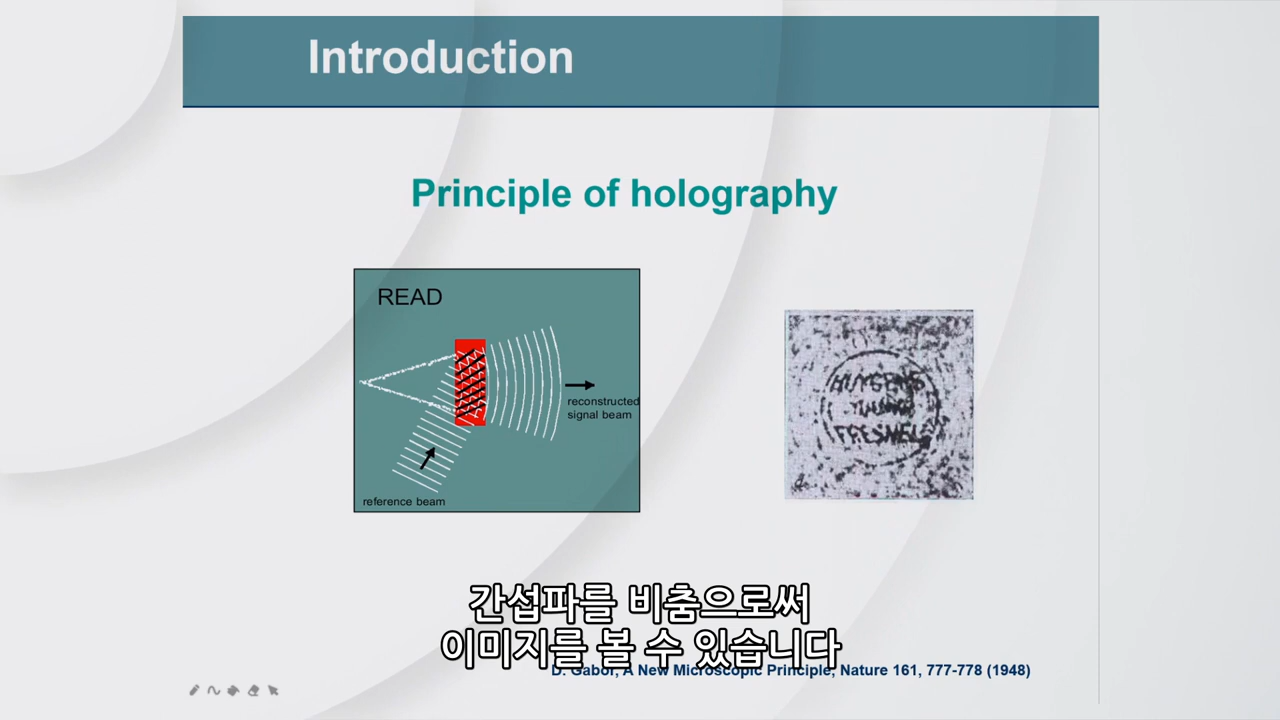 Introduction
Principle of holography
READ
reconstructed
signal beam
reference beam
HUYGENS
YOUNG
FRESNEL
간섭파를 비춤으로써
이미지를 볼 수 있습니다
D. Gabor, A New Microscopic Principle, Nature 161, 777-778 (1948)